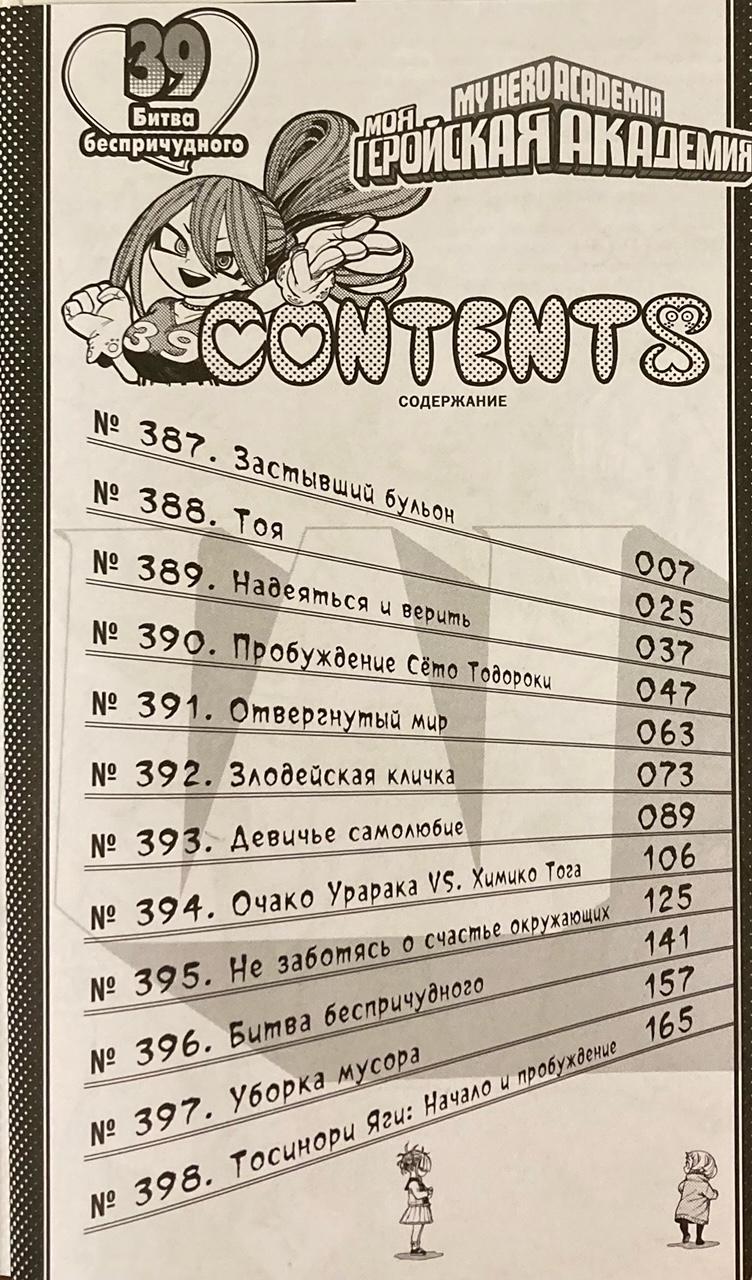 39
Битва
беспричудного
MY HERO ACADEMIA
МОЯ
ГЕРОЙСКАЯ АКАДЕМИЯ
39
CONTENTS
СОДЕРЖАНИЕ
№ 387. Застывший бульон 007
№ 388. Тоя 025
№ 389. Надеяться и верить 037
№ 390. Пробуждение Сёто Тодороки 047
№ 391. Отвергнутый мир 063
№ 392. Злодейская кличка 073
№ 393. Девичье самолюбие 089
№ 394. Очако Урарака VS. Химико Тога 106
№ 395. Не заботясь о счастье окружающих 125
№ 396. Битва беспричудного 141
№ 397. Уборка мусора 157
№ 398. Тосинори Яги: Начало и пробуждение 165